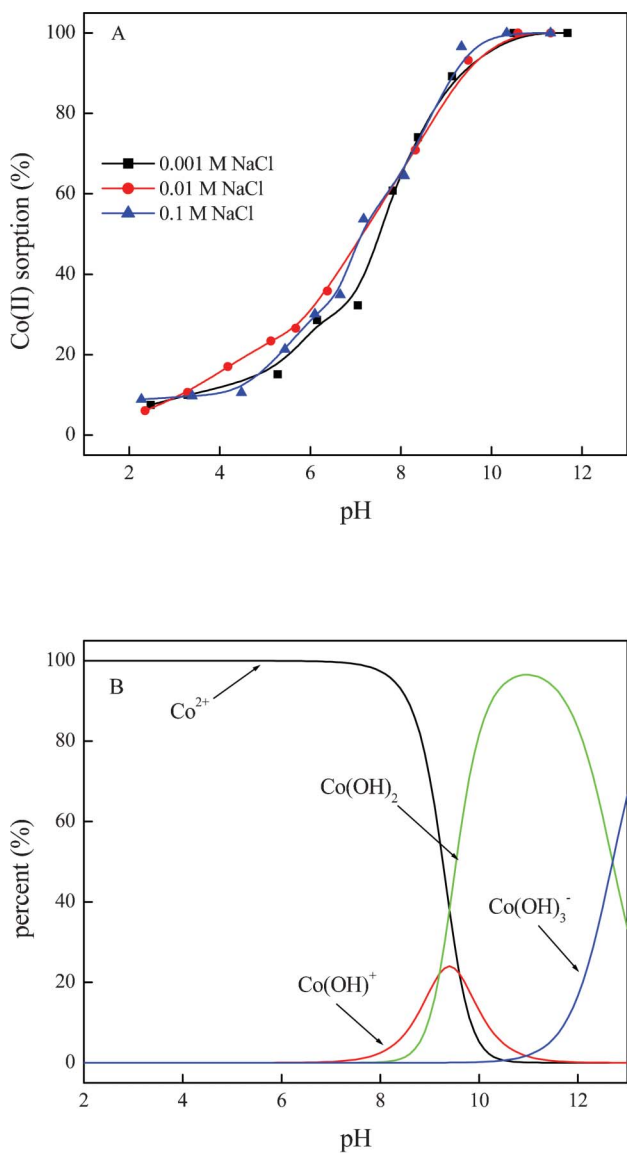 A
100
80
60
40
20
0
Co(II) sorption (%)
0.001 M NaCl
0.01 M NaCl
0.1 M NaCl
2 4 6 8 10 12
pH
B
100
80
60
40
20
0
percent (%)
Co²⁺
Co(OH)₂
Co(OH)₃⁻
Co(OH)⁺
2 4 6 8 10 12
pH